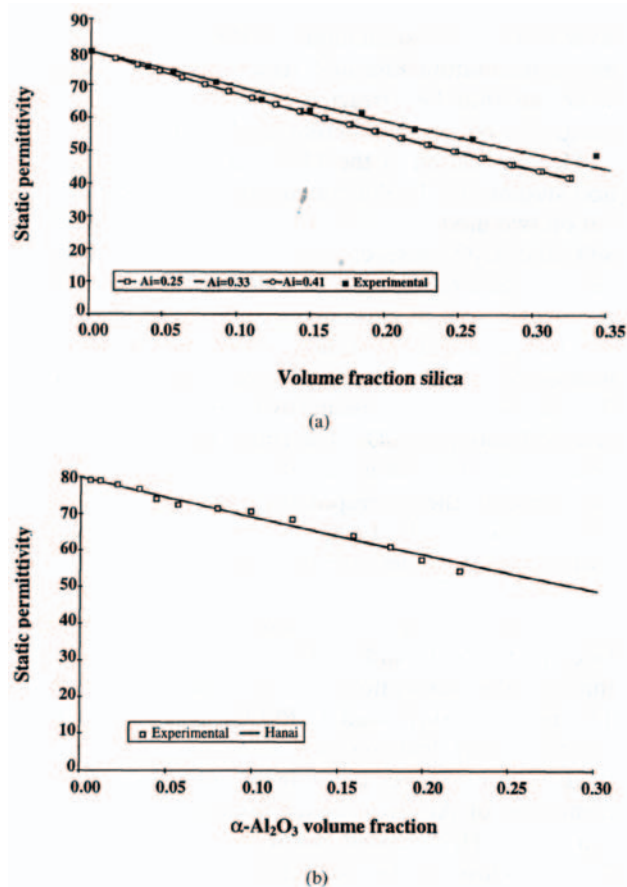 90
80
70
60
50
40
30
20
10
0
Static permittivity
Ai=0.25 Ai=0.33 Ai=0.41 Experimental
0.00 0.05 0.10 0.15 0.20 0.25 0.30 0.35
Volume fraction silica
(a)
80
70
60
50
40
30
20
10
0
Static permittivity
Experimental Hanai
0.00 0.05 0.10 0.15 0.20 0.25 0.30
α-Al₂O₃ volume fraction
(b)